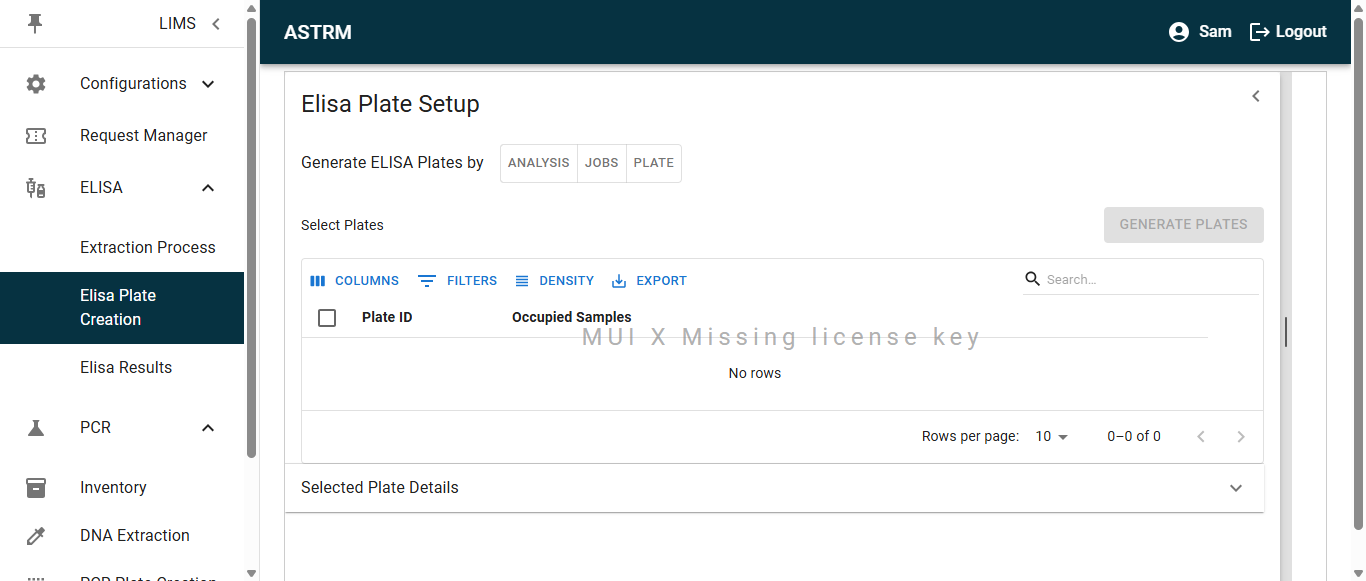 LIMS
ASTRM
Sam
Logout
Configurations
Request Manager
ELISA
Extraction Process
Elisa Plate
Creation
Elisa Results
PCR
Inventory
DNA Extraction
PCR Plate Creation
Elisa Plate Setup
Generate ELISA Plates by
ANALYSIS
JOBS
PLATE
Select Plates
GENERATE PLATES
COLUMNS
FILTERS
DENSITY
EXPORT
Search…
Plate ID
Occupied Samples
MUI X Missing license key
No rows
Rows per page:
10
0–0 of 0
Selected Plate Details